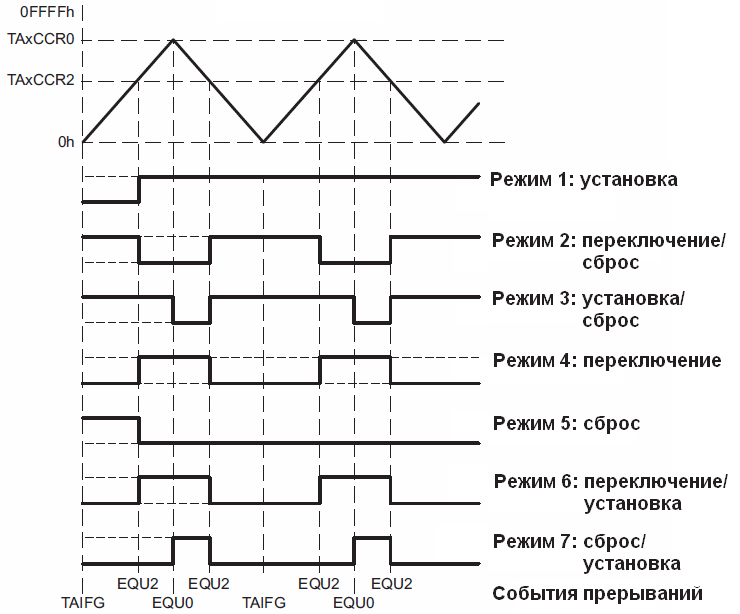 0FFFFh
TAxCCR0
TAxCCR2
0h
Режим 1: установка
Режим 2: переключение/
сброс
Режим 3: установка/
сброс
Режим 4: переключение
Режим 5: сброс
Режим 6: переключение/
установка
Режим 7: сброс/
установка
EQU2 EQU2 EQU2 EQU2
TAIFG EQU0 TAIFG EQU0
События прерываний